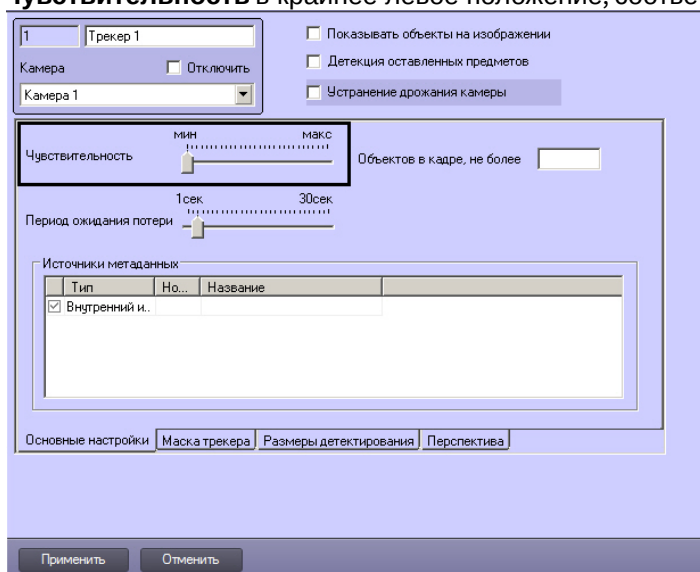 Чувствительность в крайнее левое положение, соотве
1 Трекер 1
Показывать объекты на изображении
Камера Отключить
Детекция оставленных предметов
Камера 1
Устранение дрожания камеры
мин макс
Чувствительность
Объектов в кадре, не более
1сек 30сек
Период ожидания потери
Источники метаданных
Тип Но... Название
Внутренний и..
Основные настройки Маска трекера Размеры детектирования Перспектива
Применить Отменить